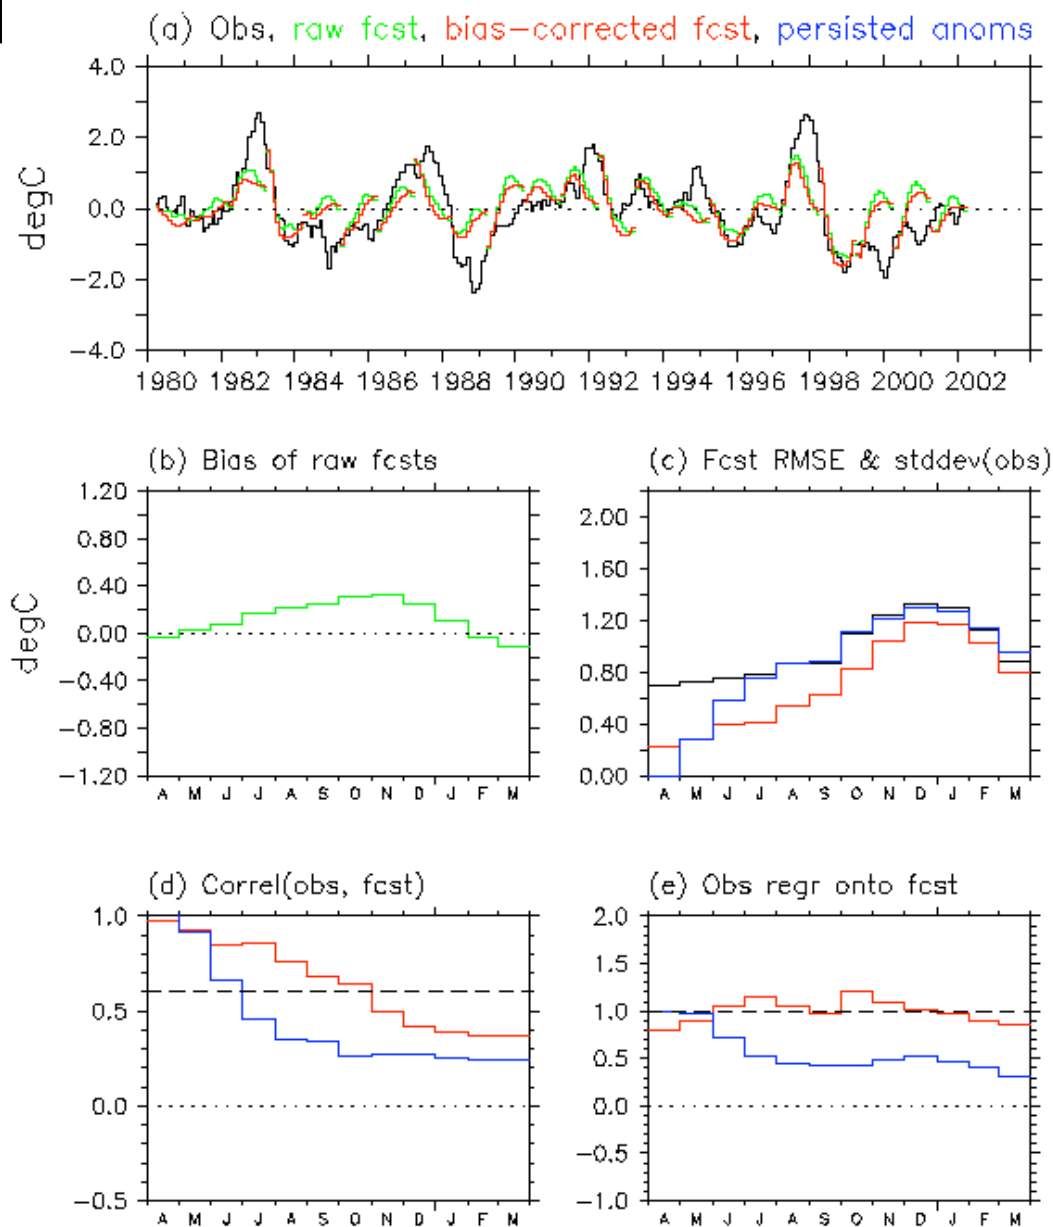 (a) Obs, raw fcst, bias-corrected fcst, persisted anoms
degC
4.0
2.0
0.0
-2.0
-4.0
1980 1982 1984 1986 1988 1990 1992 1994 1996 1998 2000 2002
(b) Bias of raw fcsts
degC
1.20
0.80
0.40
0.00
-0.40
-0.80
-1.20
A M J J A S O N D J F M
(c) Fcst RMSE & stddev(obs)
2.00
1.60
1.20
0.80
0.40
0.00
A M J J A S O N D J F M
(d) Correl(obs, fcst)
1.0
0.5
0.0
-0.5
A M J J A S O N D J F M
(e) Obs regr onto fcst
2.0
1.5
1.0
0.5
0.0
-0.5
-1.0
A M J J A S O N D J F M